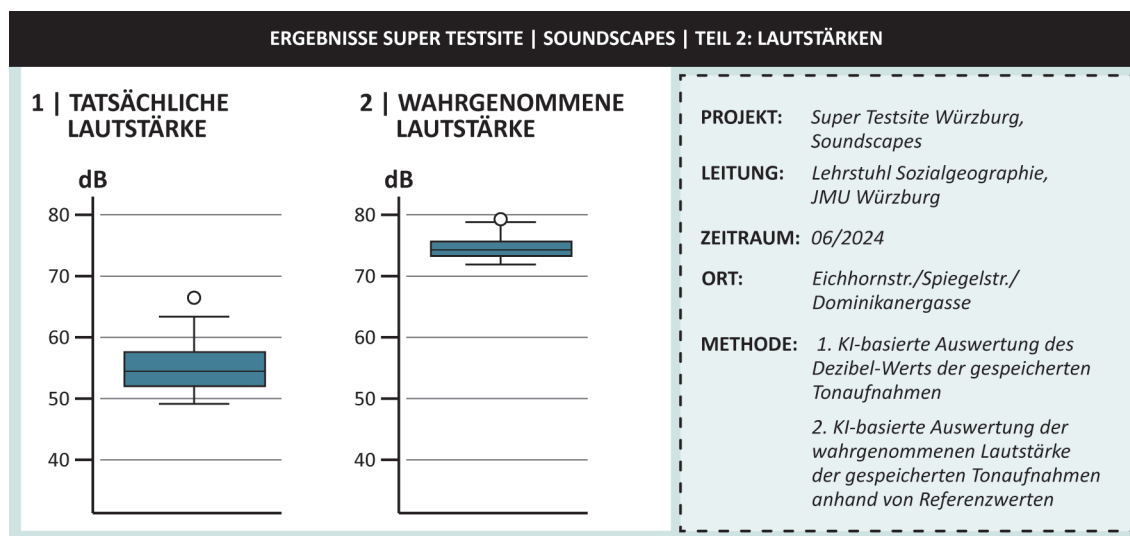 ERGEBNISSE SUPER TESTSITE | SOUNDSCAPES | TEIL 2: LAUTSTÄRKEN
1 | TATSÄCHLICHE
LAUTSTÄRKE
dB
80
70
60
50
40
2 | WAHRGENOMMENE
LAUTSTÄRKE
dB
80
70
60
50
40
PROJEKT: Super Testsite Würzburg,
Soundscapes
LEITUNG: Lehrstuhl Sozialgeographie,
JMU Würzburg
ZEITRAUM: 06/2024
ORT: Eichhornstr./Spiegelstr./
Dominikanergasse
METHODE: 1. KI-basierte Auswertung des
Dezibel-Werts der gespeicherten
Tonaufnahmen
2. KI-basierte Auswertung der
wahrgenommenen Lautstärke
der gespeicherten Tonaufnahmen
anhand von Referenzwerten